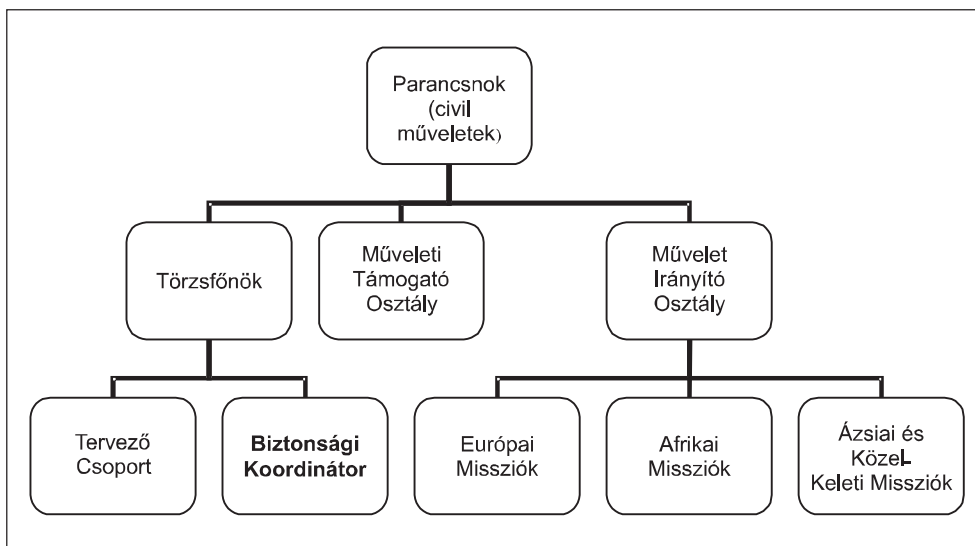 Parancsnok
(civil
műveletek)
Törzsfőnök
Műveleti
Támogató
Osztály
Művelet
Irányító
Osztály
Tervező
Csoport
Biztonsági
Koordinátor
Európai
Missziók
Afrikai
Missziók
Ázsiai és
Közel-
Keleti Missziók